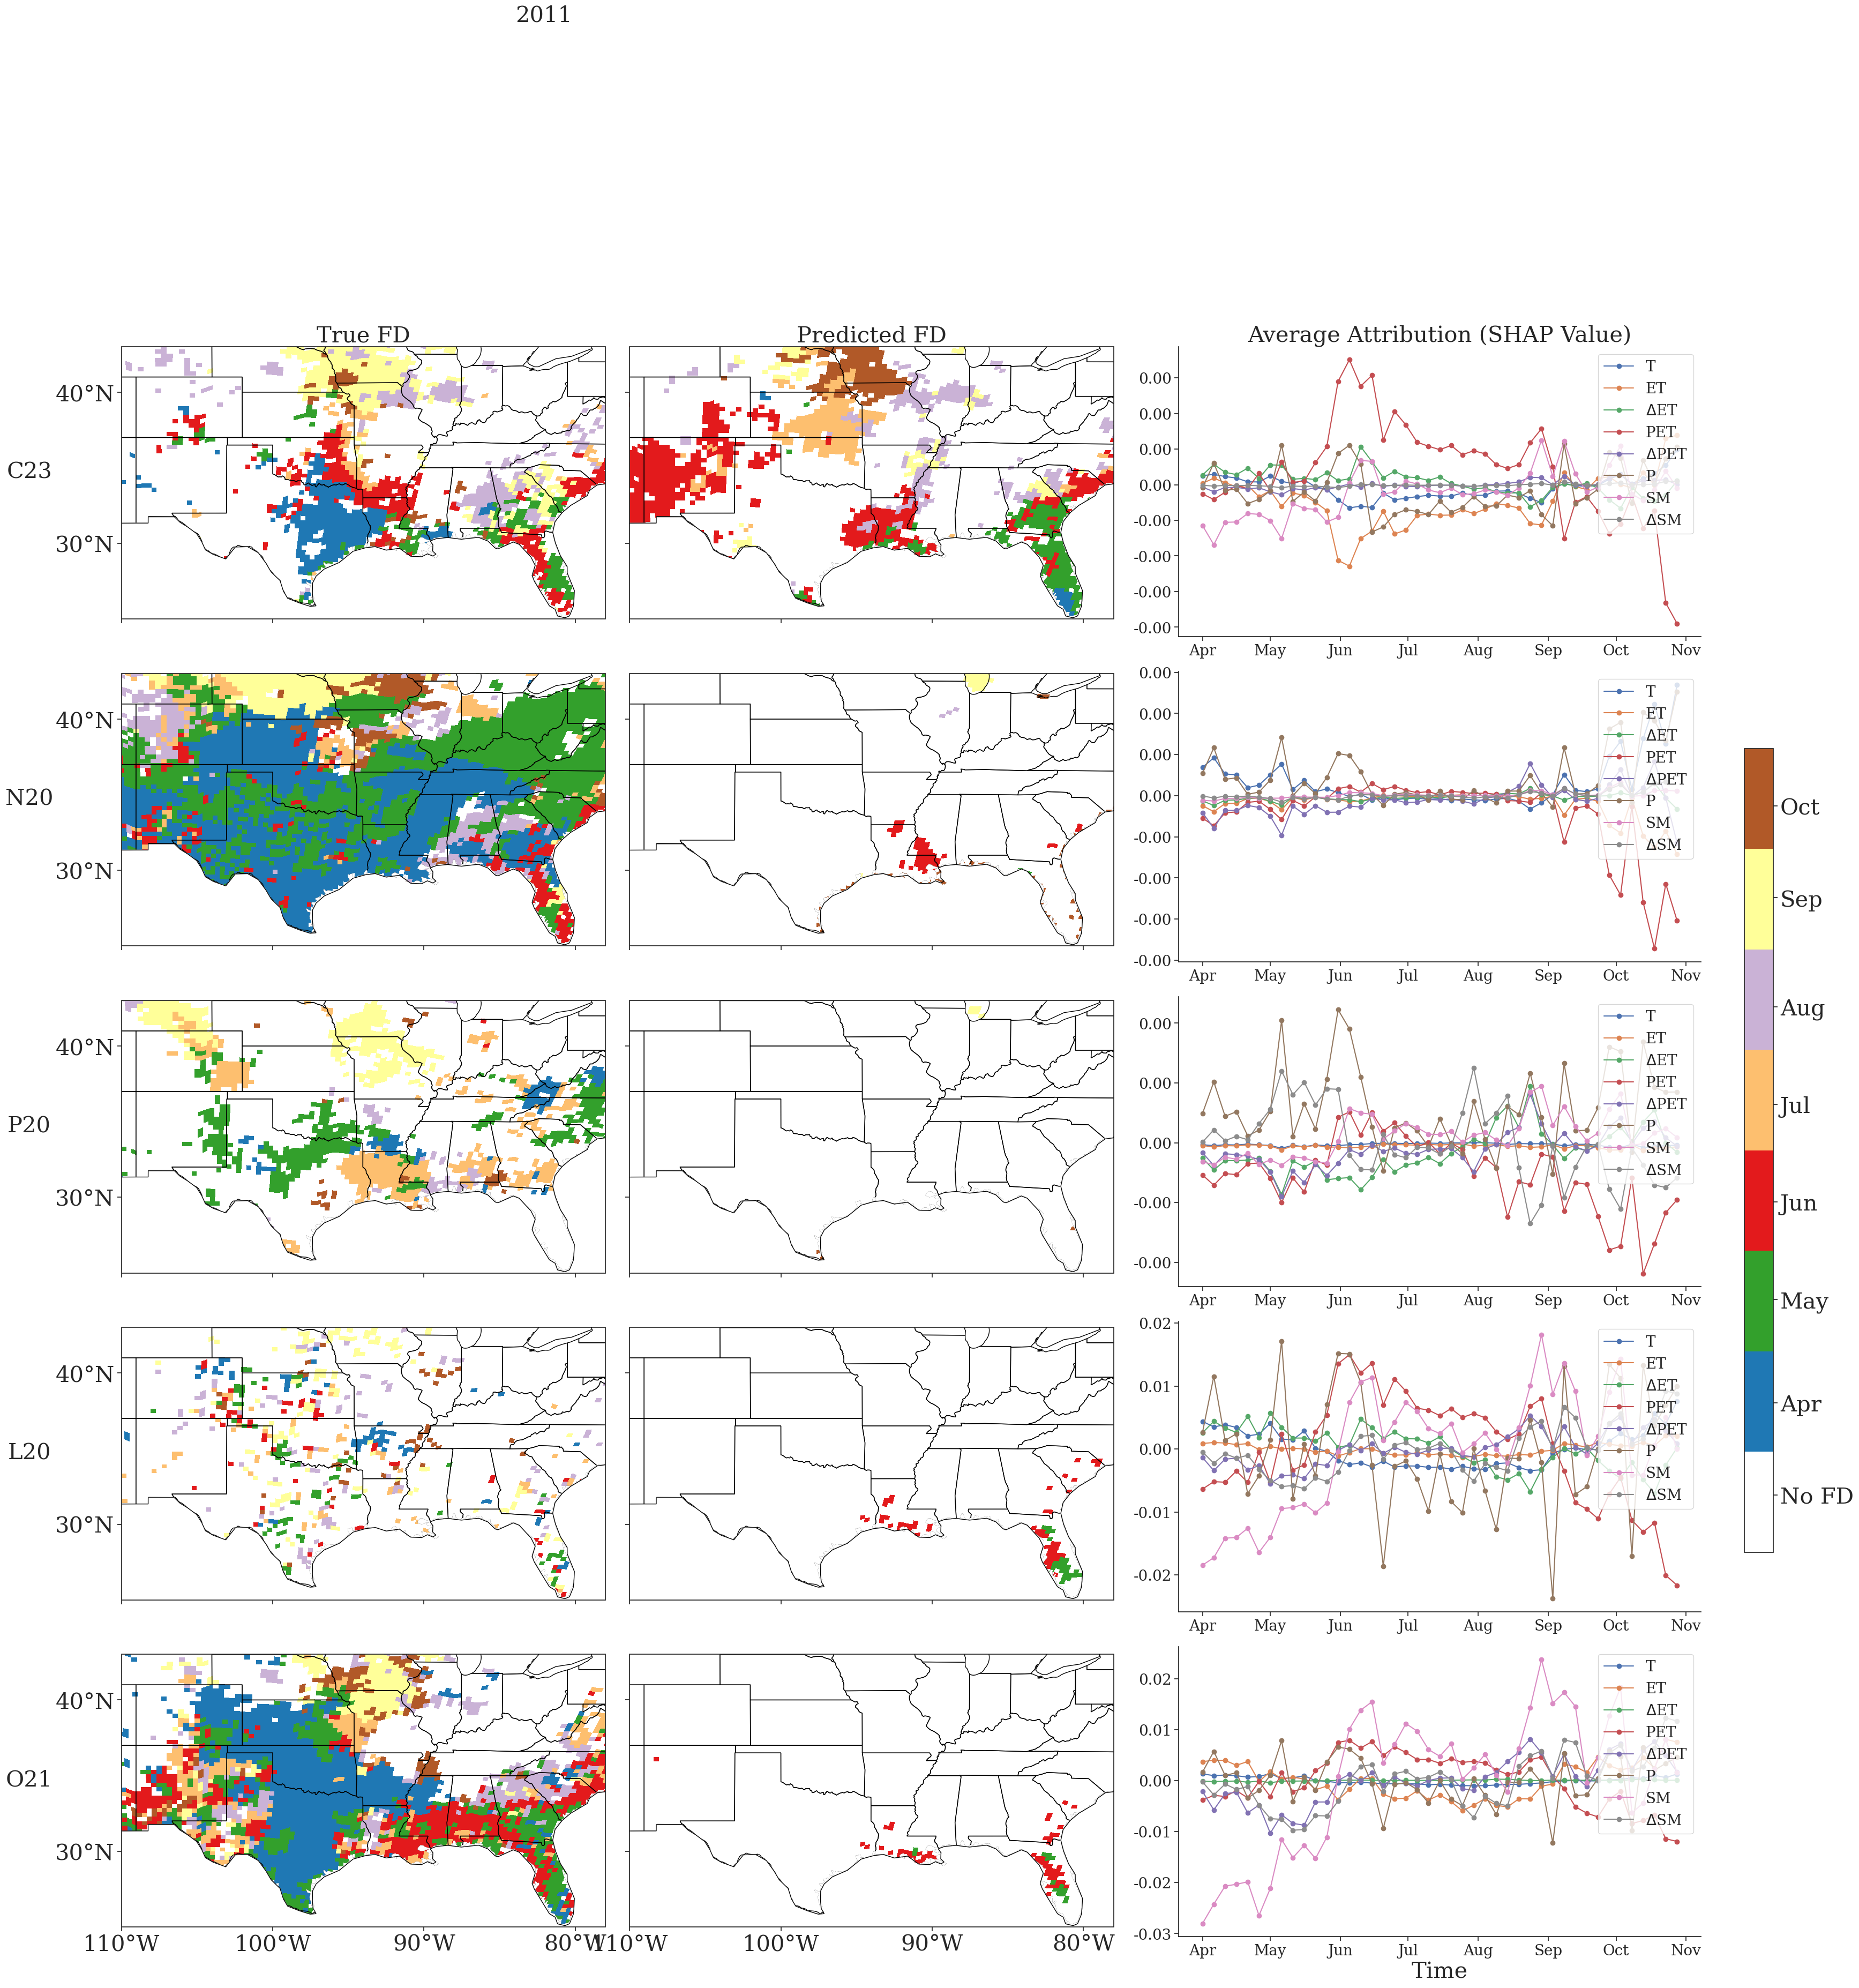 2011
True FD
Predicted FD
Average Attribution (SHAP Value)
C23
40°N
30°N
0.00
0.00
0.00
0.00
-0.00
-0.00
-0.00
-0.00
T
ET
ΔET
PET
ΔPET
P
SM
ΔSM
Apr May Jun Jul Aug Sep Oct Nov
N20
40°N
30°N
0.00
0.00
0.00
0.00
-0.00
-0.00
-0.00
-0.00
T
ET
ΔET
PET
ΔPET
P
SM
ΔSM
Apr May Jun Jul Aug Sep Oct Nov
P20
40°N
30°N
0.00
0.00
0.00
-0.00
-0.00
T
ET
ΔET
PET
ΔPET
P
SM
ΔSM
Apr May Jun Jul Aug Sep Oct Nov
L20
40°N
30°N
0.02
0.01
0.01
0.00
-0.01
-0.01
-0.02
T
ET
ΔET
PET
ΔPET
P
SM
ΔSM
Apr May Jun Jul Aug Sep Oct Nov
O21
40°N
30°N
110°W 100°W 90°W 80°W
110°W 100°W 90°W 80°W
0.02
0.01
0.01
0.00
-0.01
-0.01
-0.02
-0.03
T
ET
ΔET
PET
ΔPET
P
SM
ΔSM
Apr May Jun Jul Aug Sep Oct Nov
Time
Oct
Sep
Aug
Jul
Jun
May
Apr
No FD